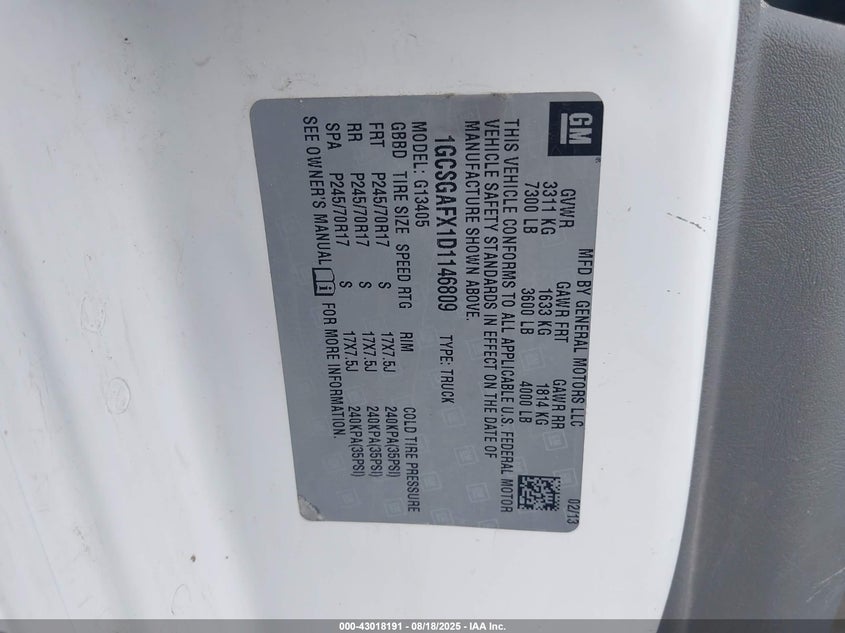 GM
®
MFD BY GENERAL MOTORS LLC
02/13
GVWR GAWR FRT GAWR RR
3311 KG 1633 KG 1814 KG
7300 LB 3600 LB 4000 LB
THIS VEHICLE CONFORMS TO ALL APPLICABLE U.S. FEDERAL MOTOR
VEHICLE SAFETY STANDARDS IN EFFECT ON THE DATE OF
MANUFACTURE SHOWN ABOVE.
1GCSGAFX1D1146809 TYPE: TRUCK
MODEL: G13405
GBBD TIRE SIZE SPEED RTG RIM COLD TIRE PRESSURE
FRT P245/70R17 S 17X7.5J 240KPA(35PSI)
RR P245/70R17 S 17X7.5J 240KPA(35PSI)
SPA P245/70R17 S 17X7.5J 240KPA(35PSI)
SEE OWNER'S MANUAL i FOR MORE INFORMATION.
000-43018191 - 08/18/2025 - IAA Inc.